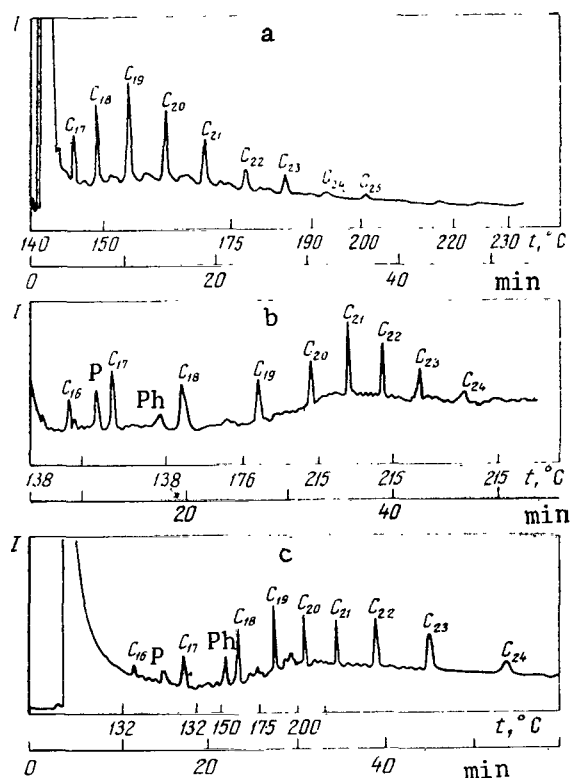 I a
C17 C18 C19 C20 C21 C22 C23 C24 C25
140 150 175 190 200 220 230 t,°C
0 20 40 min
I b
C16 P C17 Ph C18 C19 C20 C21 C22 C23 C24
138 138 176 215 215 215 t,°C
20 40 min
I c
C16 P C17 Ph C18 C19 C20 C21 C22 C23 C24
132 132 150 175 200 t,°C
0 20 40 min